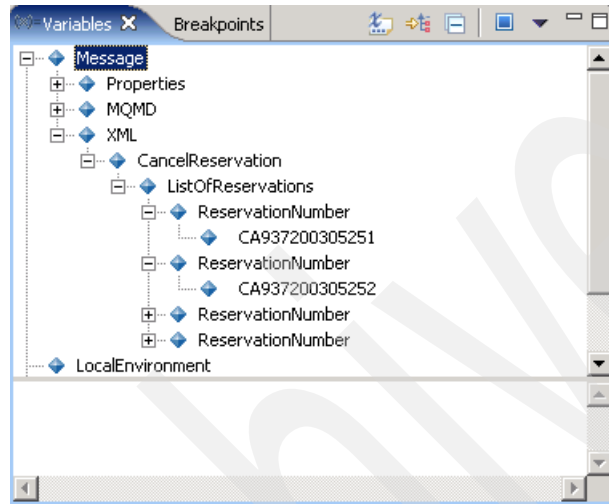 Variables Breakpoints
Message
Properties
MQMD
XML
CancelReservation
ListOfReservations
ReservationNumber
CA937200305251
ReservationNumber
CA937200305252
ReservationNumber
ReservationNumber
LocalEnvironment